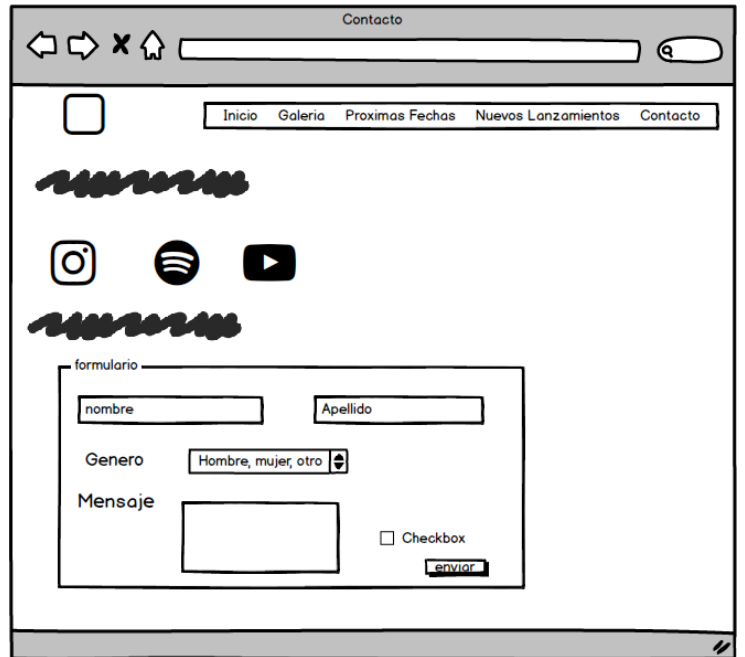 Contacto
Inicio Galeria Proximas Fechas Nuevos Lanzamientos Contacto
formulario
nombre Apellido
Genero Hombre, mujer, otro
Mensaje
Checkbox
enviar